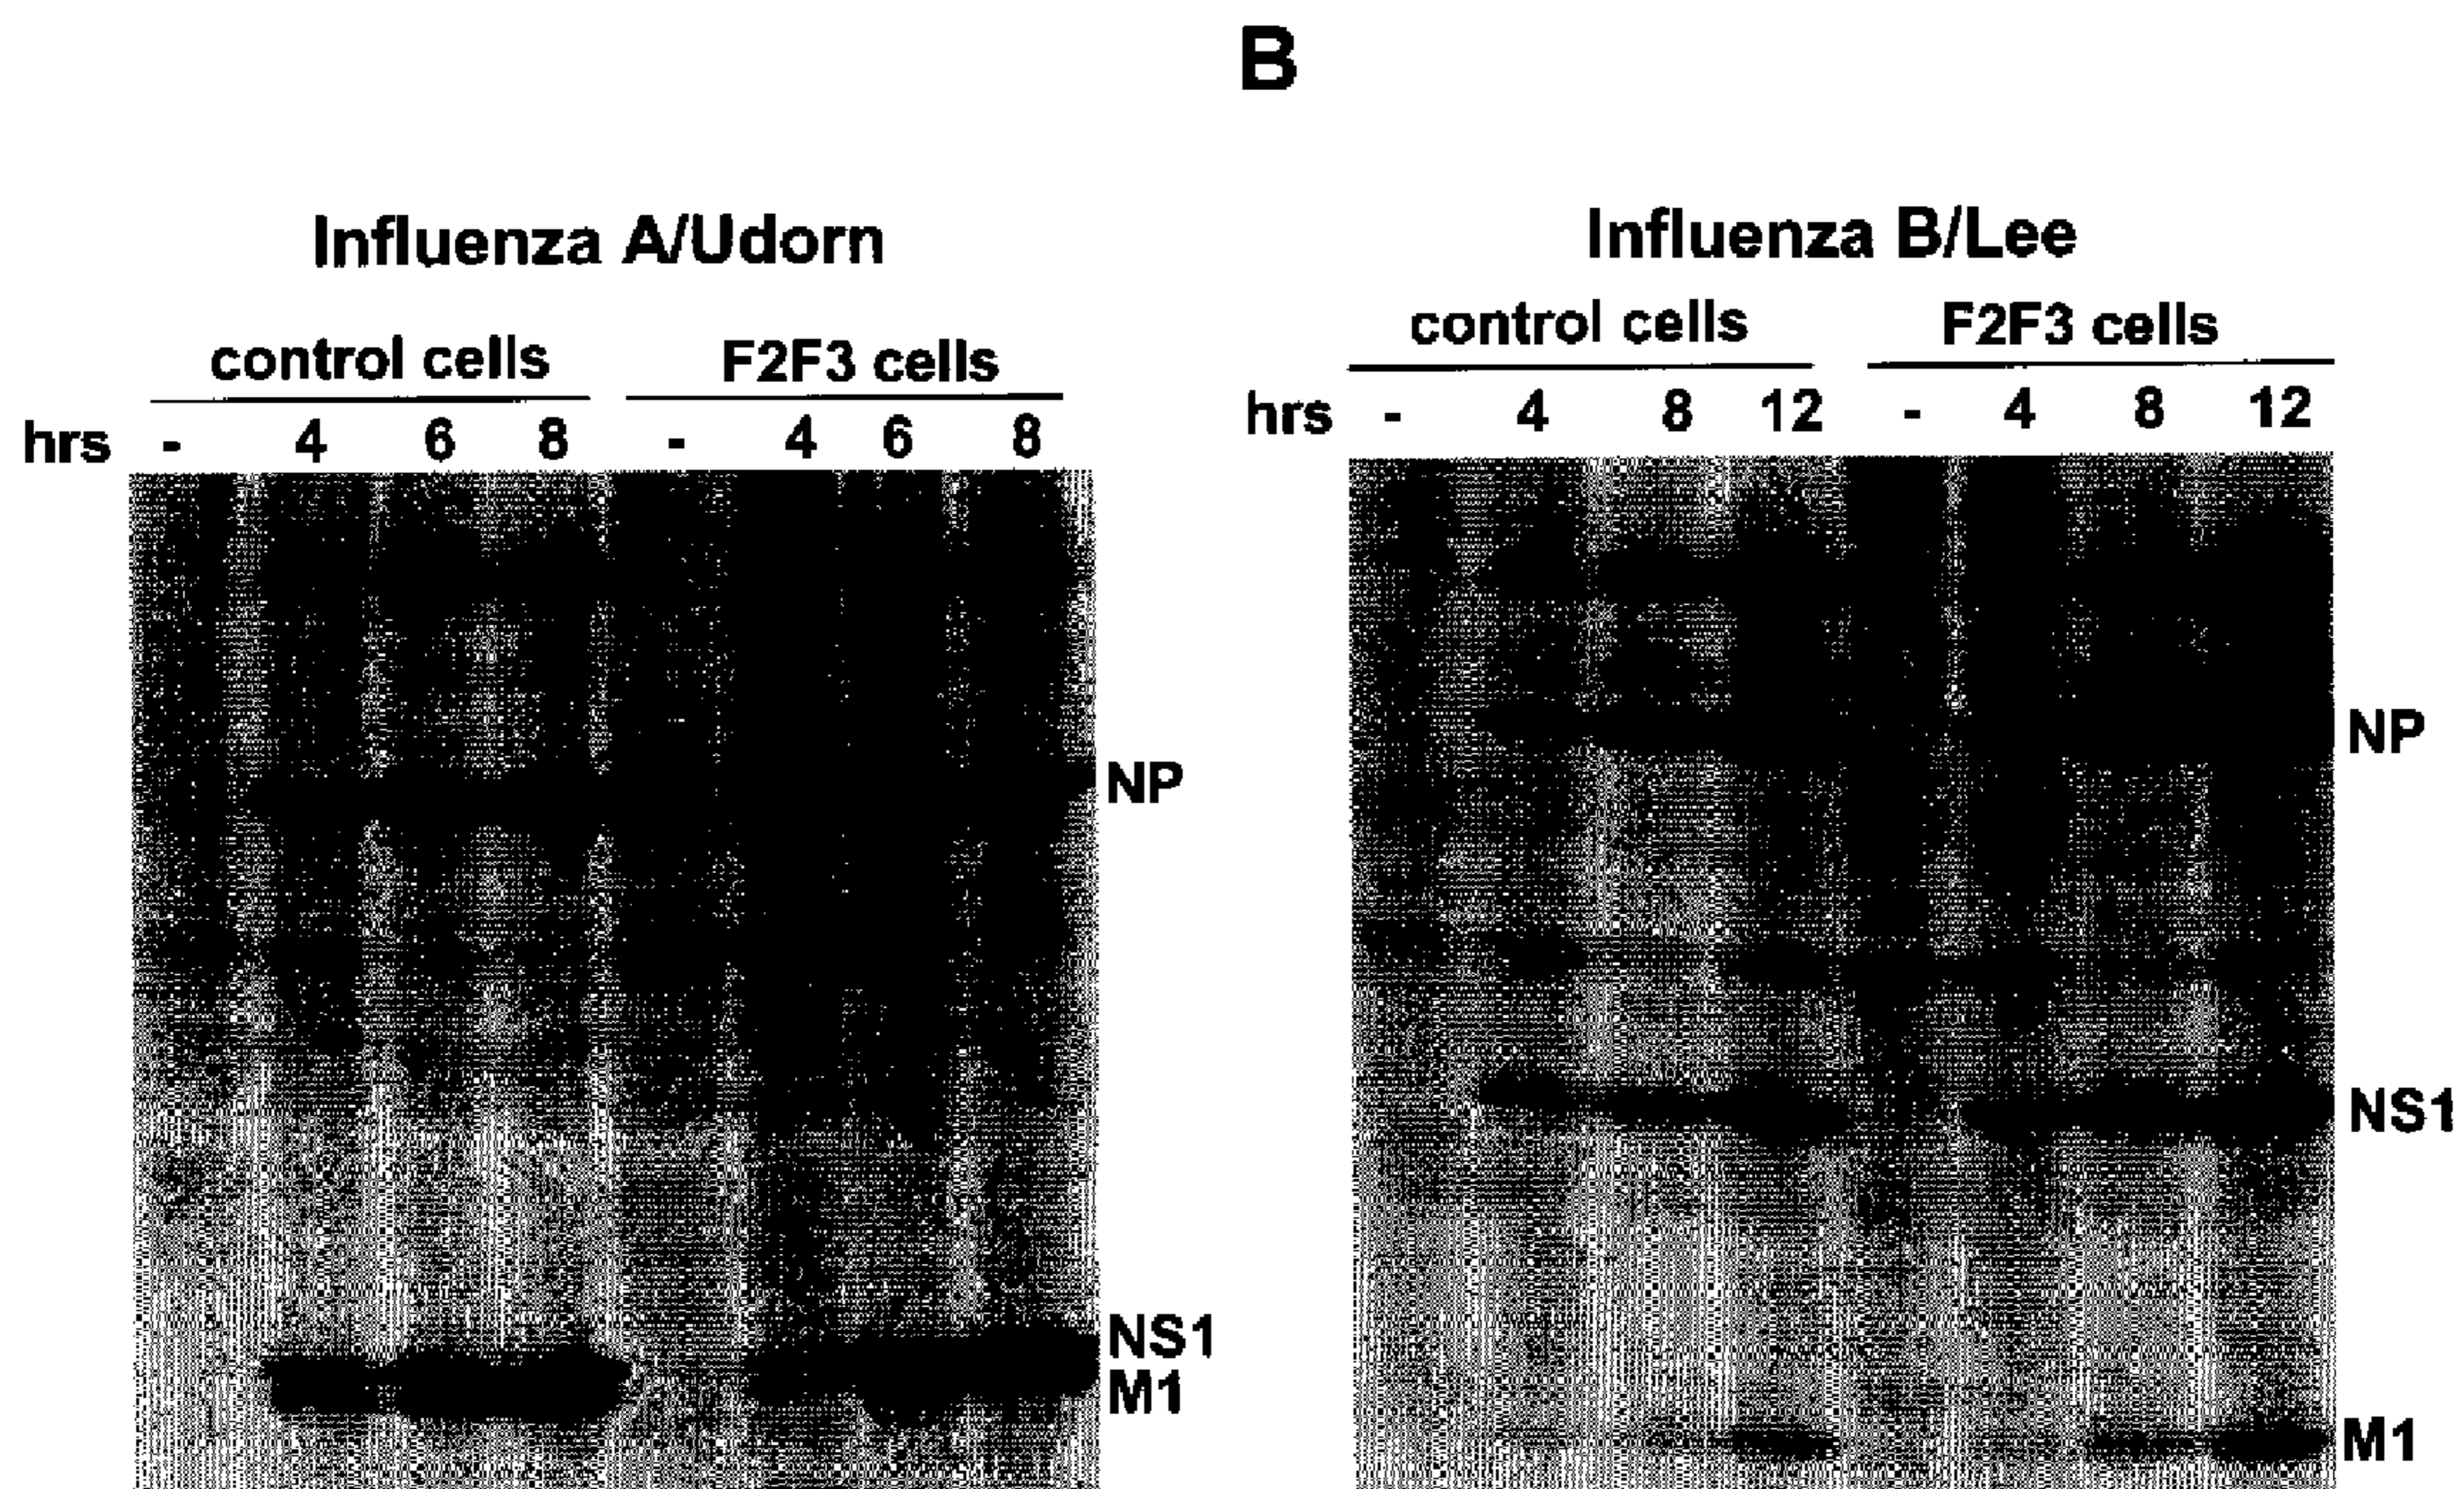 B
Influenza A/Udorn
control cells F2F3 cells
hrs - 4 6 8 - 4 6 8
NP
NS1
M1
Influenza B/Lee
control cells F2F3 cells
hrs - 4 8 12 - 4 8 12
NP
NS1
M1